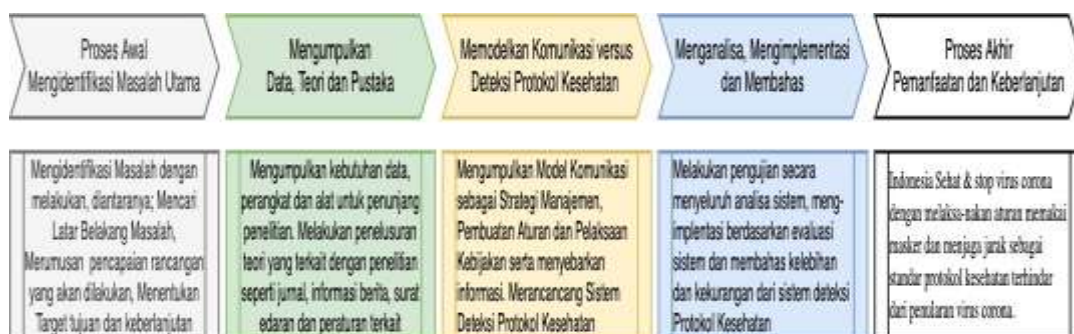 Proses Awal
Mengidentifikasi Masalah Utama
Mengumpulkan
Data, Teori dan Pustaka
Memodelkan Komunikasi versus
Deteksi Protokol Kesehatan
Menganalisa, Mengimplementasi
dan Membahas
Proses Akhir
Pemanfaatan dan Keberlanjutan
Mengidentifikasi Masalah dengan
melakukan, diantaranya; Mencari
Latar Belakang Masalah,
Merumusan pencapaian rancangan
yang akan dilakukan, Menentukan
Target tujuan dan keberlanjutan
Mengumpulkan kebutuhan data,
perangkat dan alat untuk penunjang
penelitian. Melakukan penelusuran
teori yang terkait dengan penelitian
seperti jurnal, informasi berita, surat
edaran dan peraturan terkait
Mengumpulkan Model Komunikasi
sebagai Strategi Manajemen,
Pembuatan Aturan dan Pelaksaan
Kebijakan serta menyebarkan
informasi. Merancancang Sistem
Deteksi Protokol Kesehatan
Melakukan pengujian secara
menyeluruh analisa sistem, meng-
implentasi berdasarkan evaluasi
sistem dan membahas kelebihan
dan kekurangan dari sistem deteksi
Protokol Kesehatan
Indonesia Sehat & stop virus corona
dengan melaksa-nakan aturan memakai
masker dan menjaga jarak sebagai
standar protokol kesehatan terhindar
dari penularan virus corona.